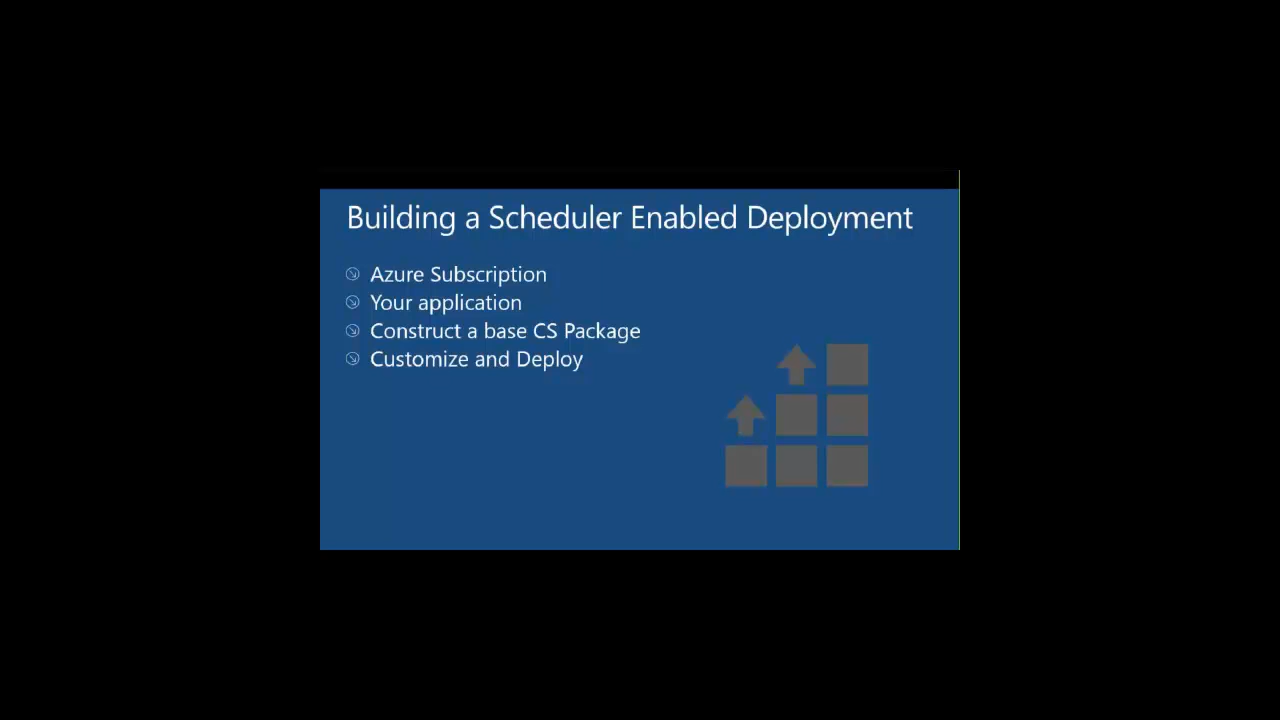 Building a Scheduler Enabled Deployment
Azure Subscription
Your application
Construct a base CS Package
Customize and Deploy